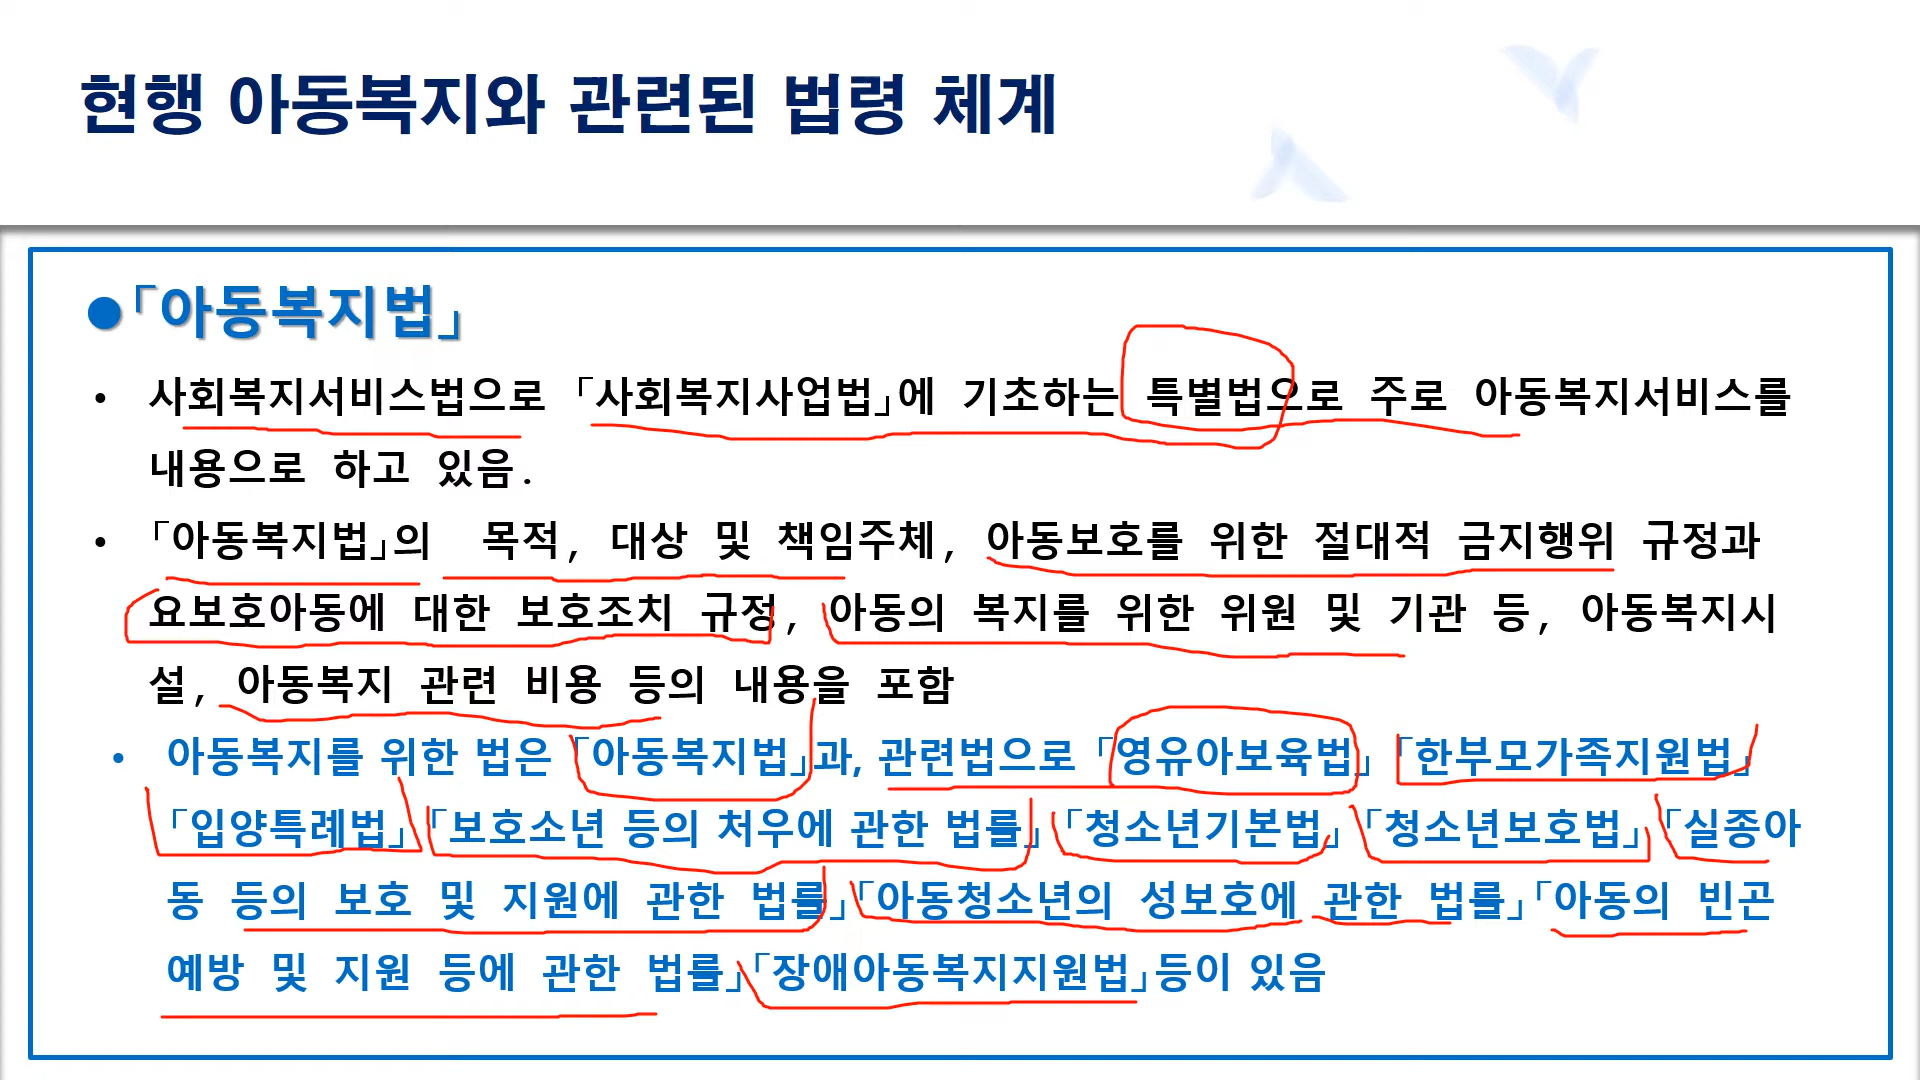 현행 아동복지와 관련된 법령 체계
●「아동복지법」
• 사회복지서비스법으로 「사회복지사업법」에 기초하는 특별법으로 주로 아동복지서비스를
내용으로 하고 있음.
• 「아동복지법」의 목적, 대상 및 책임주체, 아동보호를 위한 절대적 금지행위 규정과
요보호아동에 대한 보호조치 규정, 아동의 복지를 위한 위원 및 기관 등, 아동복지시
설, 아동복지 관련 비용 등의 내용을 포함
• 아동복지를 위한 법은 「아동복지법」과, 관련법으로 「영유아보육법」 「한부모가족지원법」
「입양특례법」 「보호소년 등의 처우에 관한 법률」 「청소년기본법」 「청소년보호법」 「실종아
동 등의 보호 및 지원에 관한 법률」「아동청소년의 성보호에 관한 법률」「아동의 빈곤
예방 및 지원 등에 관한 법률」「장애아동복지지원법」등이 있음